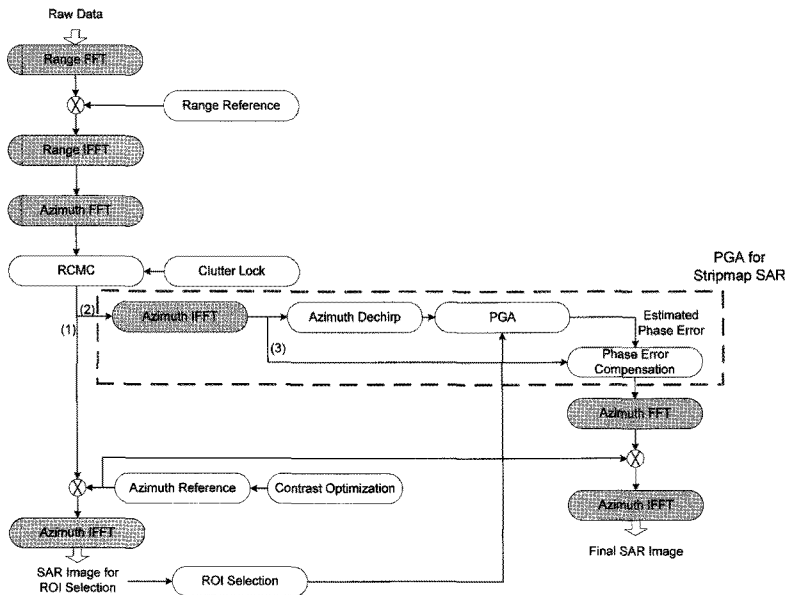 Raw Data
Range FFT
X
Range Reference
Range IFFT
Azimuth FFT
RCMC
Clutter Lock
PGA for
Stripmap SAR
(2)
(1)
Azimuth IFFT
Azimuth Dechirp
PGA
Estimated
Phase Error
(3)
Phase Error
Compensation
Azimuth FFT
X
X
Azimuth Reference
Contrast Optimization
Azimuth IFFT
Azimuth IFFT
Final SAR Image
SAR Image for
ROI Selection
ROI Selection